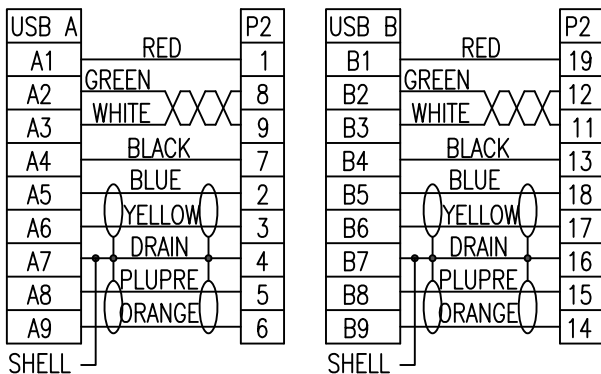 USB A P2 USB B P2
A1 RED 1 B1 RED 19
A2 GREEN 8 B2 GREEN 12
A3 WHITE 9 B3 WHITE 11
A4 BLACK 7 B4 BLACK 13
A5 BLUE 2 B5 BLUE 18
A6 YELLOW 3 B6 YELLOW 17
A7 DRAIN 4 B7 DRAIN 16
A8 PLUPRE 5 B8 PLUPRE 15
A9 ORANGE 6 B9 ORANGE 14
SHELL SHELL